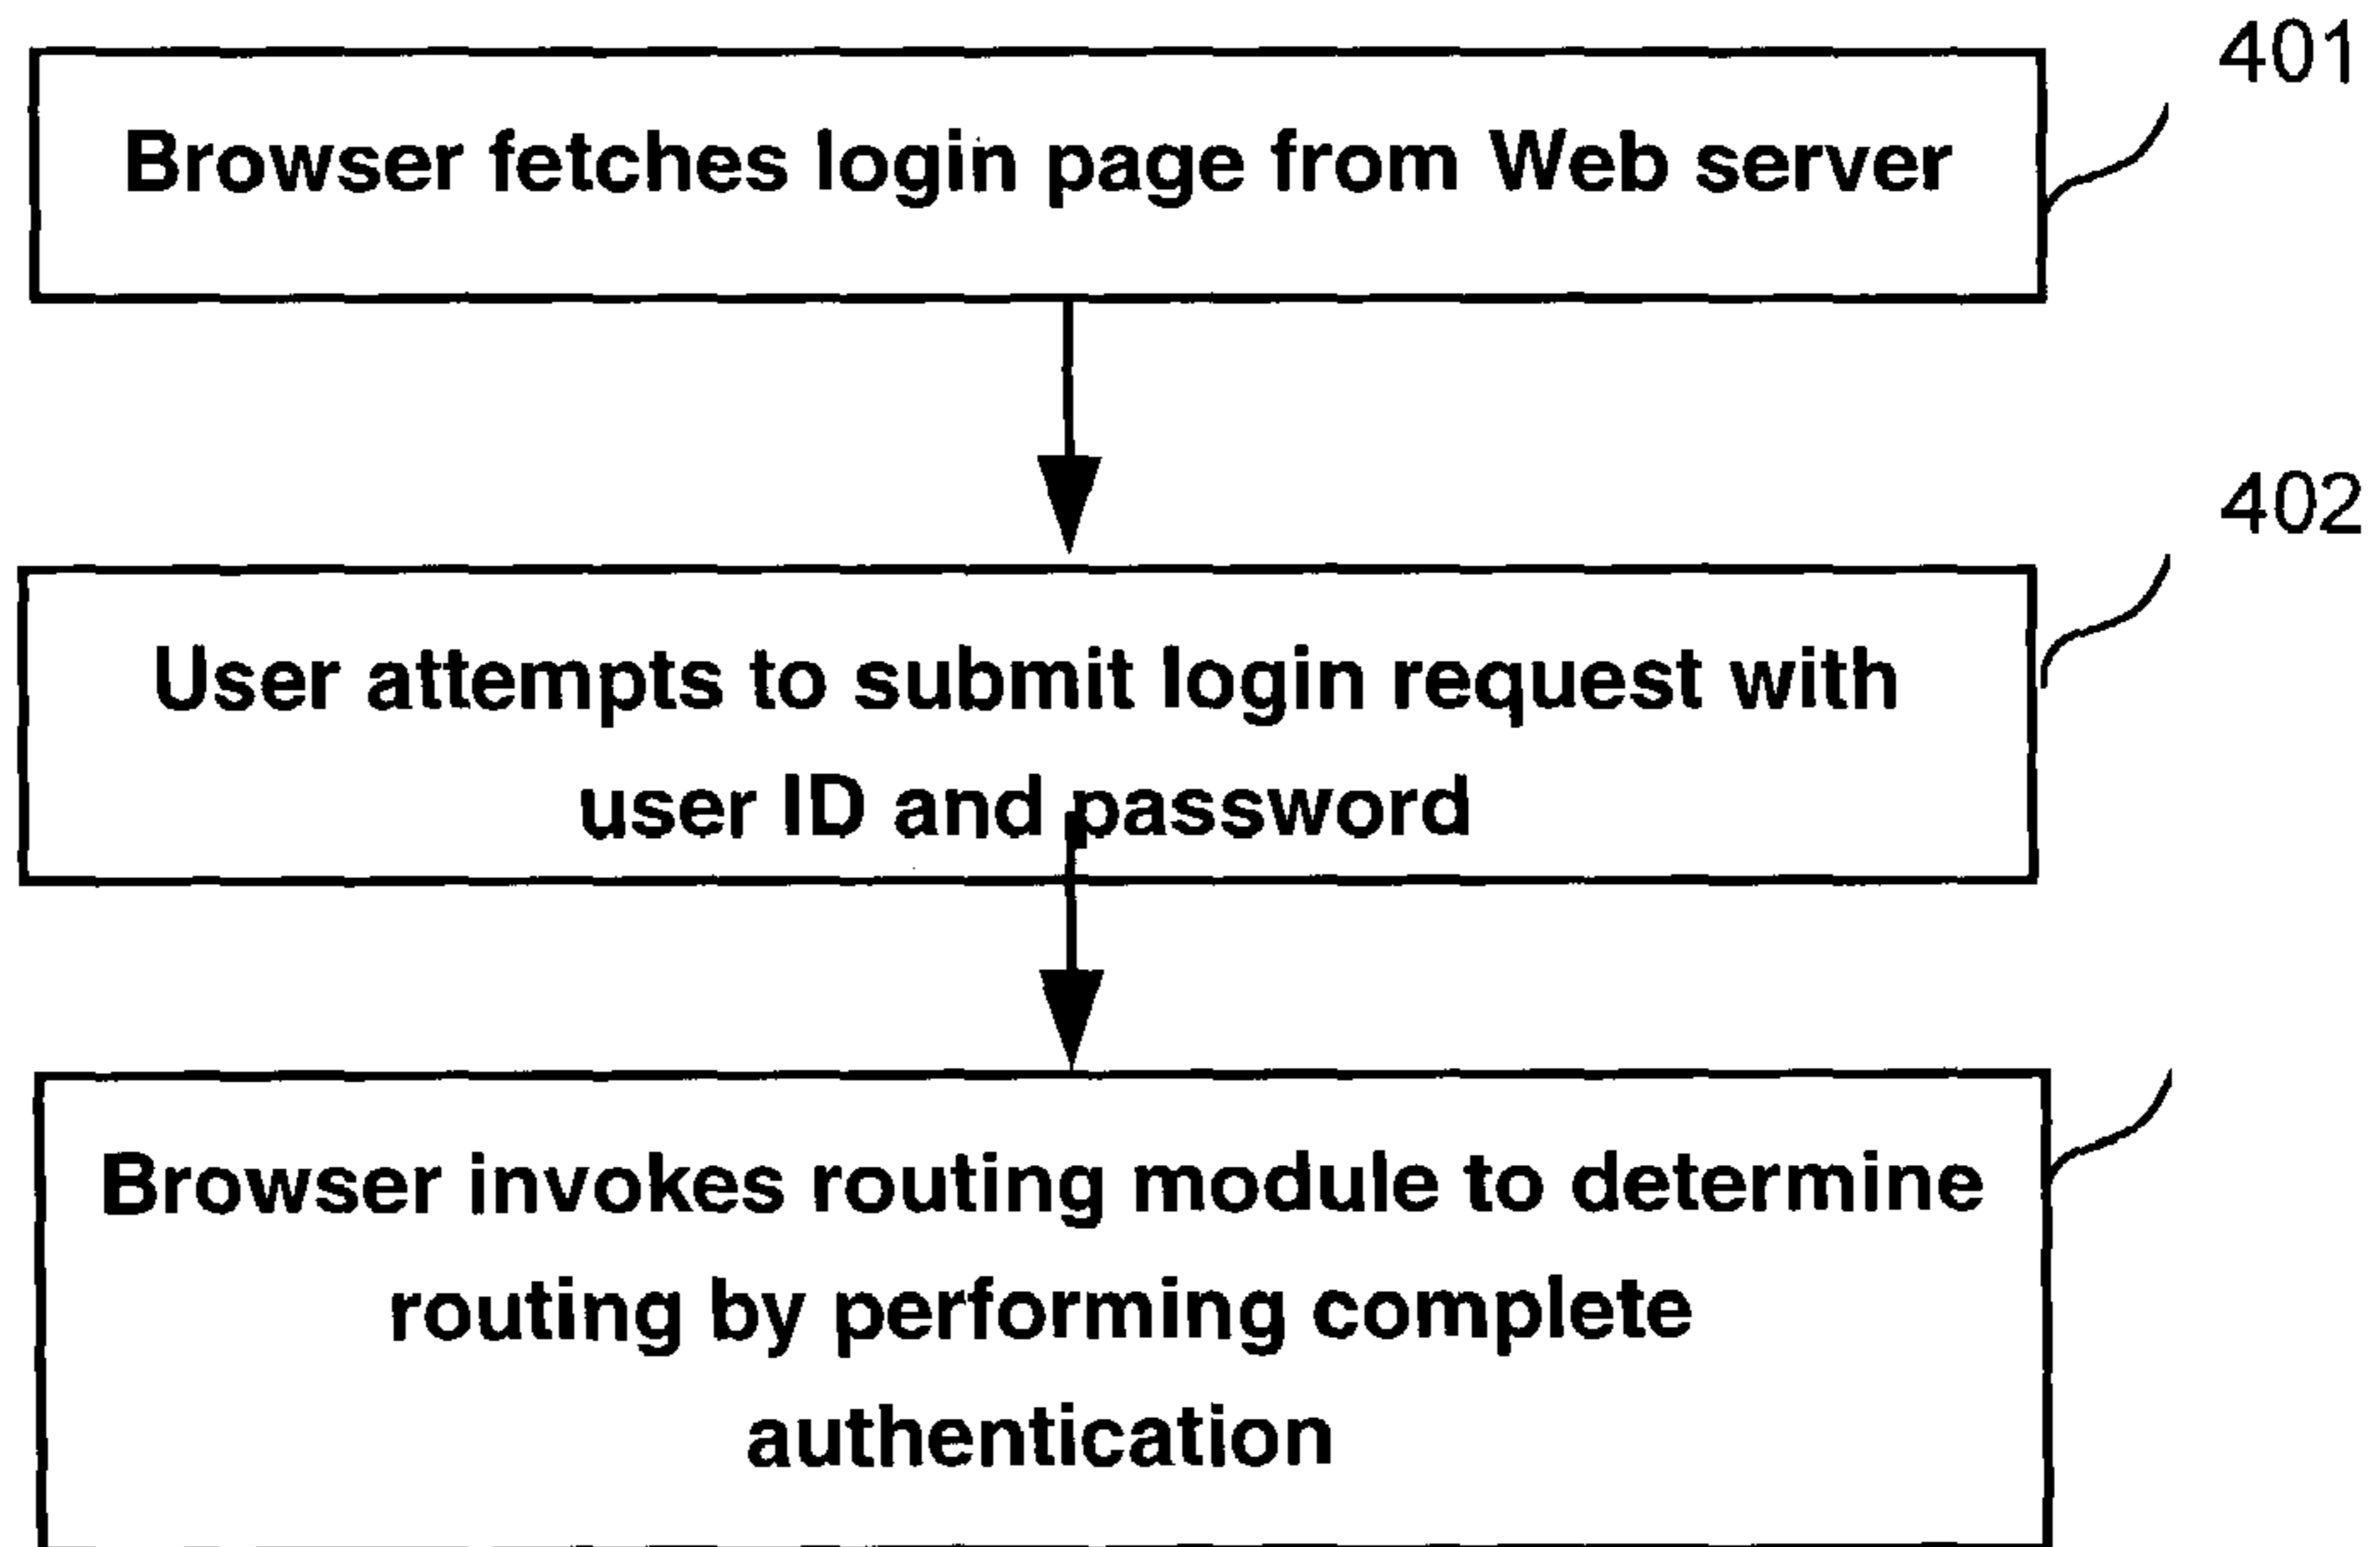 401
Browser fetches login page from Web server
402
User attempts to submit login request with
user ID and password
Browser invokes routing module to determine
routing by performing complete
authentication